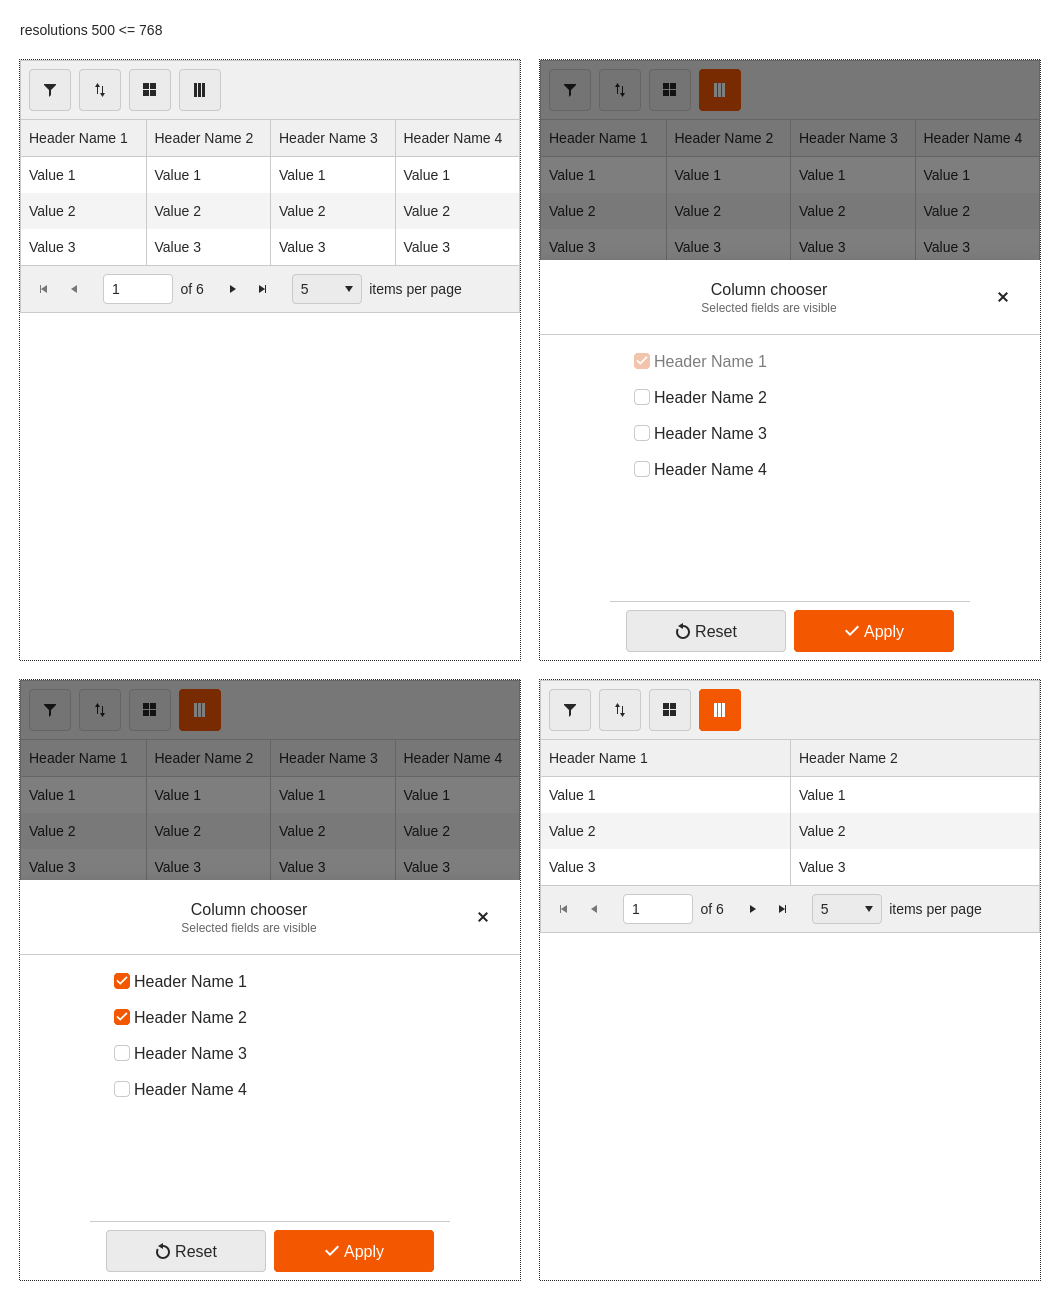 resolutions 500 <= 768
Header Name 1 Header Name 2 Header Name 3 Header Name 4
Value 1 Value 1 Value 1 Value 1
Value 2 Value 2 Value 2 Value 2
Value 3 Value 3 Value 3 Value 3
1 of 6 5 items per page
Header Name 1 Header Name 2 Header Name 3 Header Name 4
Value 1 Value 1 Value 1 Value 1
Value 2 Value 2 Value 2 Value 2
Value 3 Value 3 Value 3 Value 3
Column chooser
Selected fields are visible
Header Name 1
Header Name 2
Header Name 3
Header Name 4
Reset Apply
Header Name 1 Header Name 2 Header Name 3 Header Name 4
Value 1 Value 1 Value 1 Value 1
Value 2 Value 2 Value 2 Value 2
Value 3 Value 3 Value 3 Value 3
Column chooser
Selected fields are visible
Header Name 1
Header Name 2
Header Name 3
Header Name 4
Reset Apply
Header Name 1 Header Name 2
Value 1 Value 1
Value 2 Value 2
Value 3 Value 3
1 of 6 5 items per page